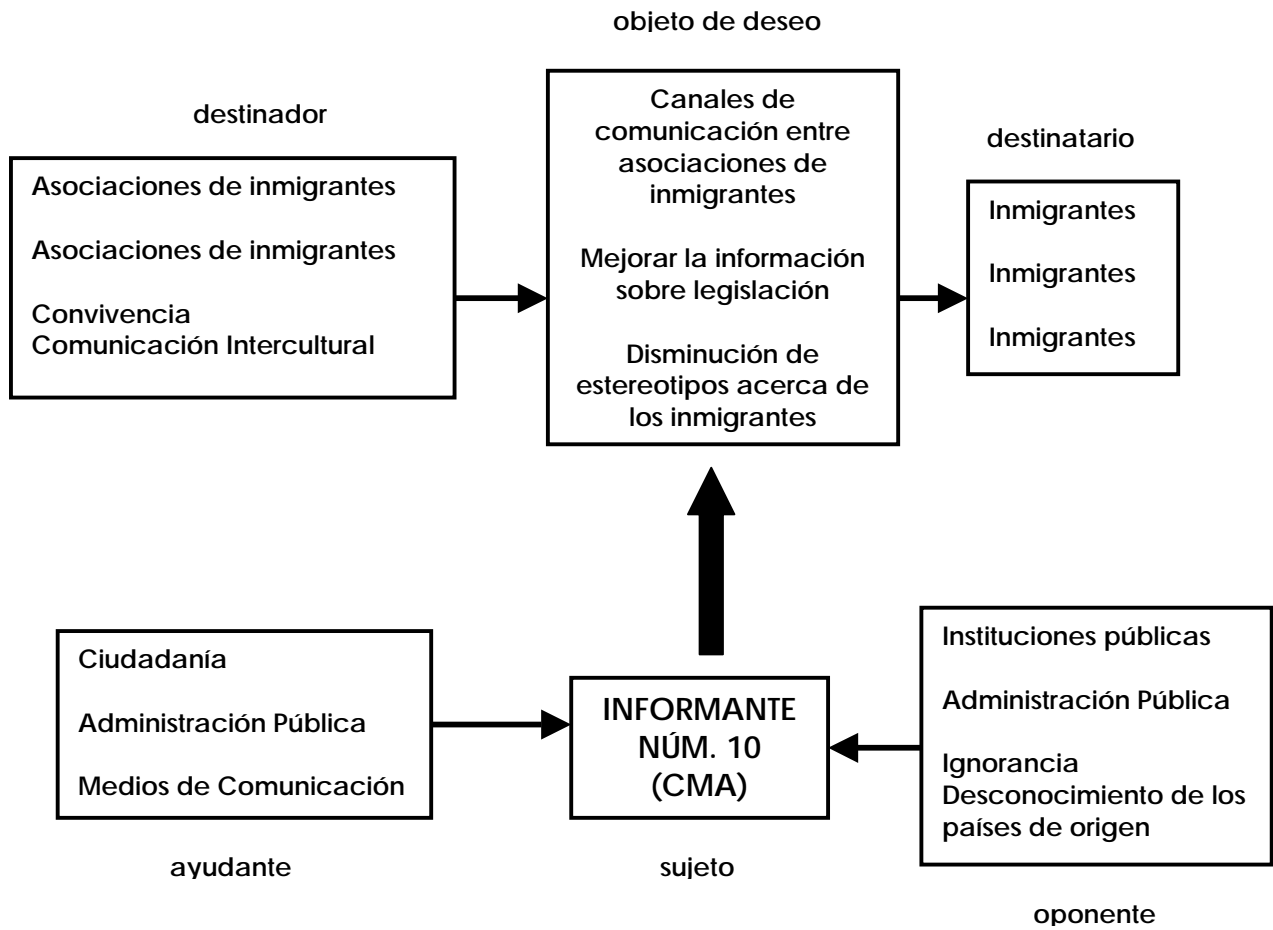 objeto de deseo
destinador
Canales de
comunicación entre
asociaciones de
inmigrantes
Mejorar la información
sobre legislación
Disminución de
estereotipos acerca de
los inmigrantes
destinatario
Asociaciones de inmigrantes
Asociaciones de inmigrantes
Convivencia
Comunicación Intercultural
Inmigrantes
Inmigrantes
Inmigrantes
Ciudadanía
Administración Pública
Medios de Comunicación
INFORMANTE
NÚM. 10
(CMA)
Instituciones públicas
Administración Pública
Ignorancia
Desconocimiento de los
países de origen
ayudante
sujeto
oponente